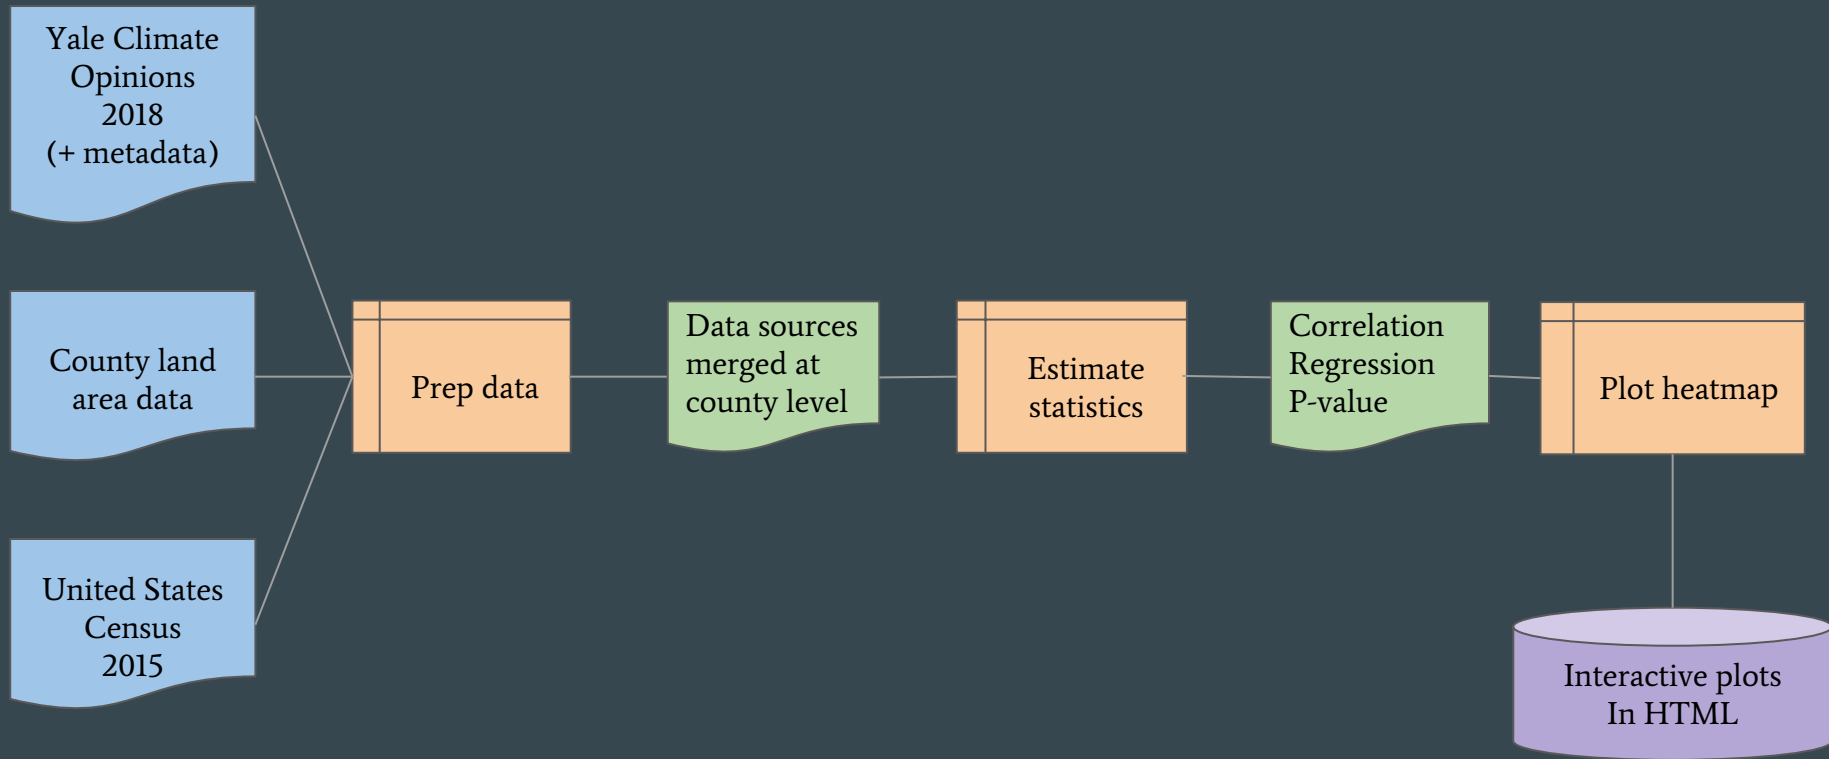 Yale Climate
Opinions
2018
(+ metadata)
County land
area data
United States
Census
2015
Prep data
Data sources
merged at
county level
Estimate
statistics
Correlation
Regression
P-value
Plot heatmap
Interactive plots
In HTML